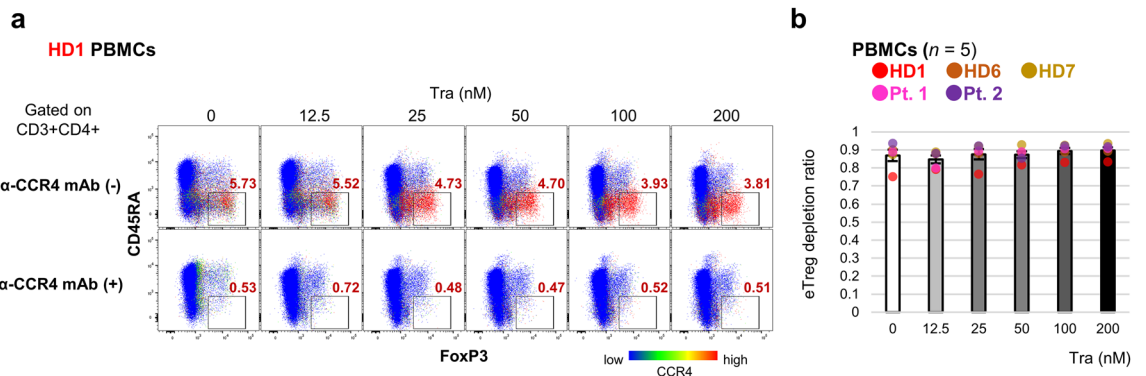 a
HD1 PBMCs
Tra (nM)
Gated on
CD3+CD4+
0 12.5 25 50 100 200
α-CCR4 mAb (-)
5.73 5.52 4.73 4.70 3.93 3.81
α-CCR4 mAb (+)
0.53 0.72 0.48 0.47 0.52 0.51
CD45RA
FoxP3
low high
CCR4
b
PBMCs (n = 5)
HD1 HD6 HD7
Pt. 1 Pt. 2
eTreg depletion ratio
1
0.9
0.8
0.7
0.6
0.5
0.4
0.3
0.2
0.1
0
0 12.5 25 50 100 200
Tra (nM)